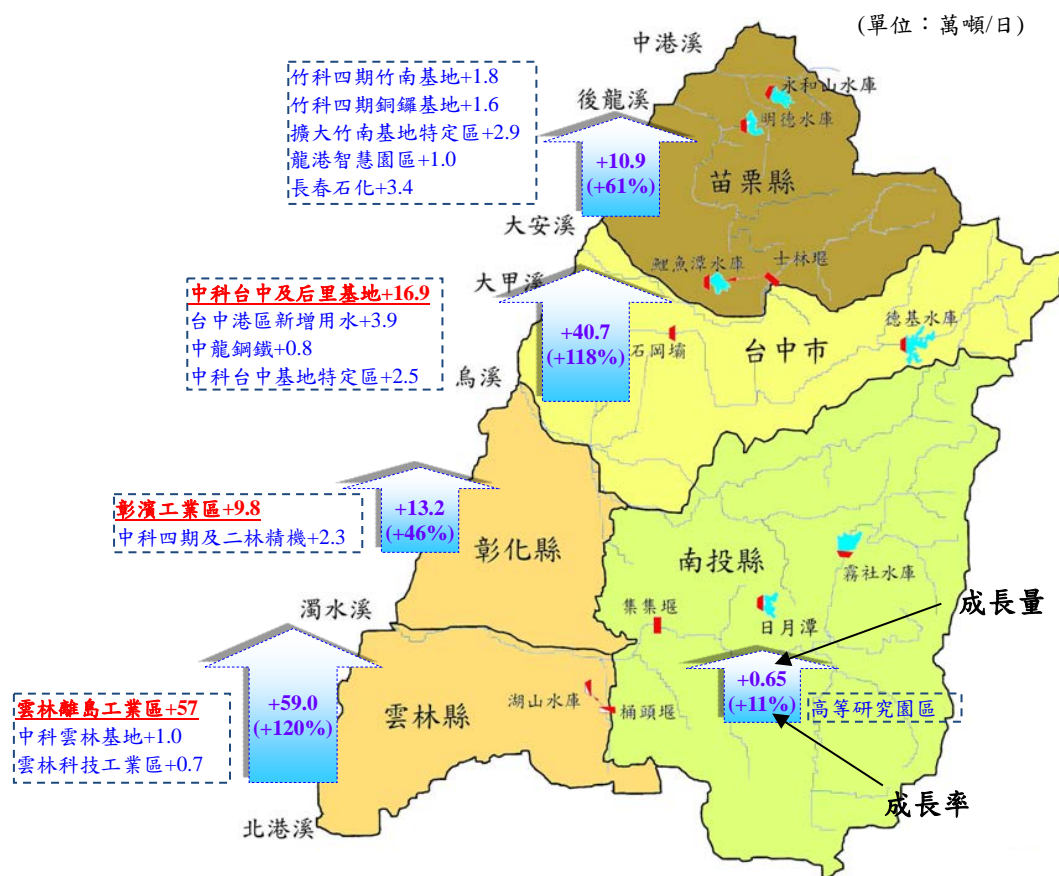 (單位：萬噸/日)
中港溪
竹科四期竹南基地+1.8
竹科四期銅鑼基地+1.6
擴大竹南基地特定區+2.9
龍港智慧園區+1.0
長春石化+3.4
後龍溪
永和山水庫
明德水庫
+10.9
(+61%)
苗栗縣
大安溪
鯉魚潭水庫
士林堰
大甲溪
中科台中及后里基地+16.9
台中港區新增用水+3.9
中龍鋼鐵+0.8
中科台中基地特定區+2.5
+40.7
(+118%)
石岡壩
德基水庫
台中市
烏溪
彰濱工業區+9.8
中科四期及二林精機+2.3
+13.2
(+46%)
彰化縣
南投縣
霧社水庫
濁水溪
集集堰
日月潭
成長量
雲林離島工業區+57
中科雲林基地+1.0
雲林科技工業區+0.7
+59.0
(+120%)
雲林縣
湖山水庫
桶頭堰
+0.65
(+11%)
高等研究園區
成長率
北港溪